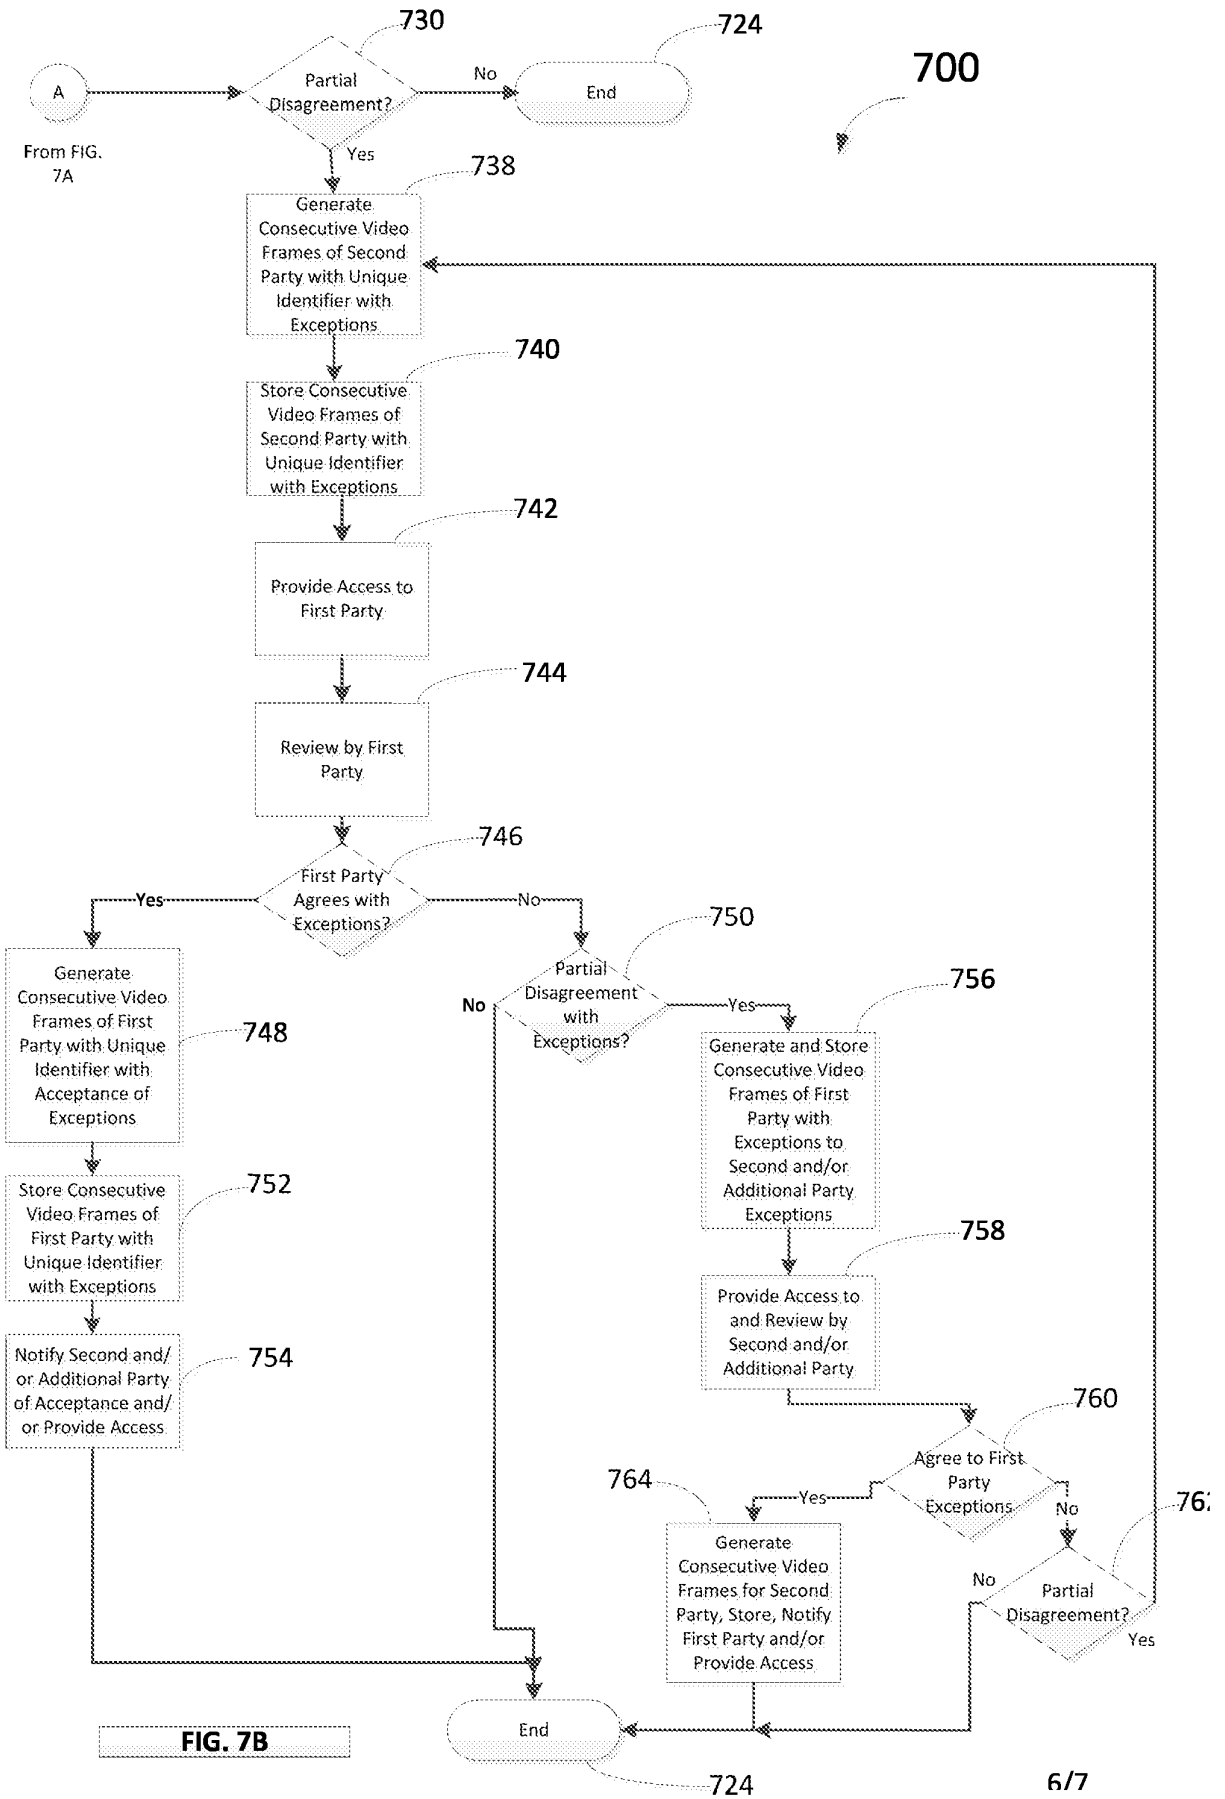 730
724
700
A
Partial
Disagreement?
No
End
From FIG.
7A
Yes
738
Generate
Consecutive Video
Frames of Second
Party with Unique
Identifier with
Exceptions
740
Store Consecutive
Video Frames of
Second Party with
Unique Identifier
with Exceptions
742
Provide Access to
First Party
744
Review by First
Party
746
First Party
Agrees with
Exceptions?
Yes
No
750
Partial
Disagreement
with
Exceptions?
No
Yes
756
Generate
Consecutive Video
Frames of First
Party with Unique
Identifier with
Acceptance of
Exceptions
748
Generate and Store
Consecutive Video
Frames of First
Party with
Exceptions to
Second and/or
Additional Party
Exceptions
752
Store Consecutive
Video Frames of
First Party with
Unique Identifier
with Exceptions
758
Provide Access to
and Review by
Second and/or
Additional Party
754
Notify Second and/
or Additional Party
of Acceptance and/
or Provide Access
760
Agree to First
Party
Exceptions
764
Yes
No
762
Generate
Consecutive Video
Frames for Second
Party, Store, Notify
First Party and/or
Provide Access
No
Partial
Disagreement?
Yes
End
FIG. 7B
724
6/7